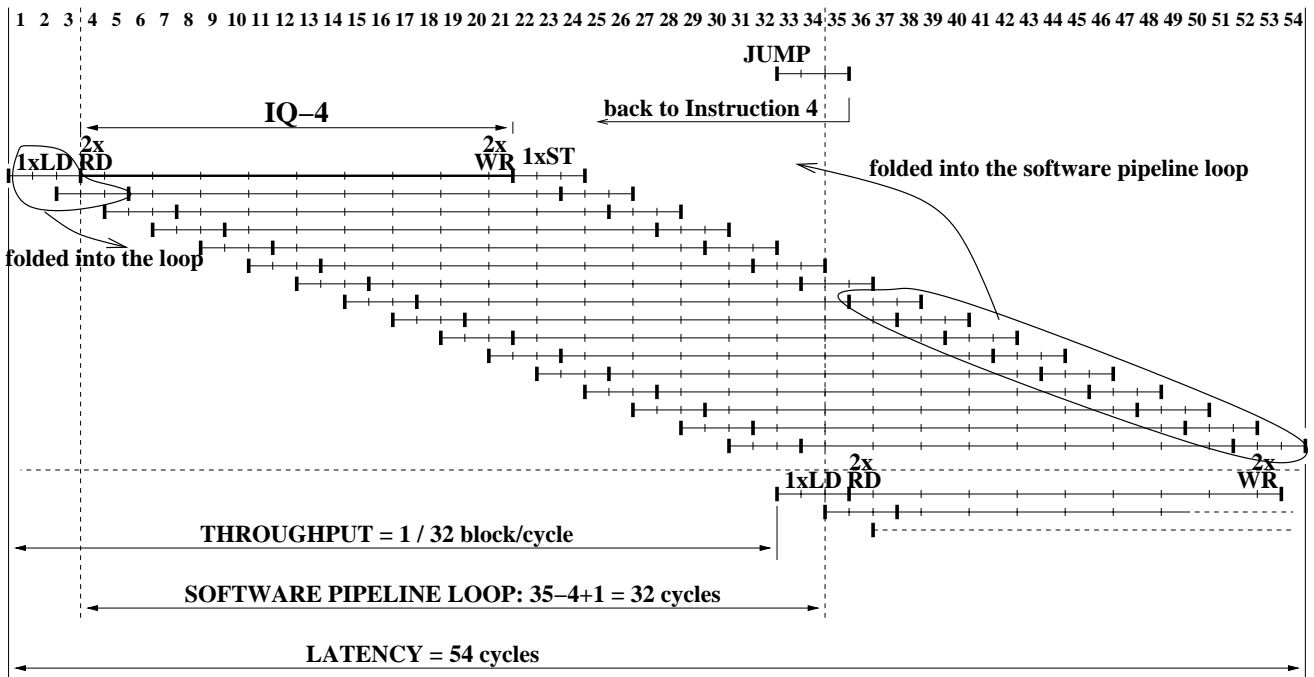 1 2 3 4 5 6 7 8 9 10 11 12 13 14 15 16 17 18 19 20 21 22 23 24 25 26 27 28 29 30 31 32 33 34 35 36 37 38 39 40 41 42 43 44 45 46 47 48 49 50 51 52 53 54
JUMP
IQ−4
back to Instruction 4
2x
2x
1xLD RD
WR
1xST
folded into the software pipeline loop
folded into the loop
2x
2x
1xLD RD
WR
THROUGHPUT = 1 / 32 block/cycle
SOFTWARE PIPELINE LOOP: 35−4+1 = 32 cycles
LATENCY = 54 cycles